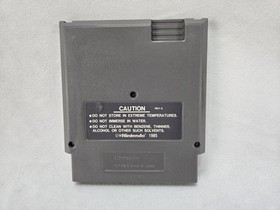 CAUTION
●DO NOT STORE IN EXTREME TEMPERATURES.
●DO NOT IMMERSE IN WATER.
●DO NOT CLEAN WITH BENZENE, THINNER,
ALCOHOL OR OTHER SUCH SOLVENTS.
©Nintendo 1985